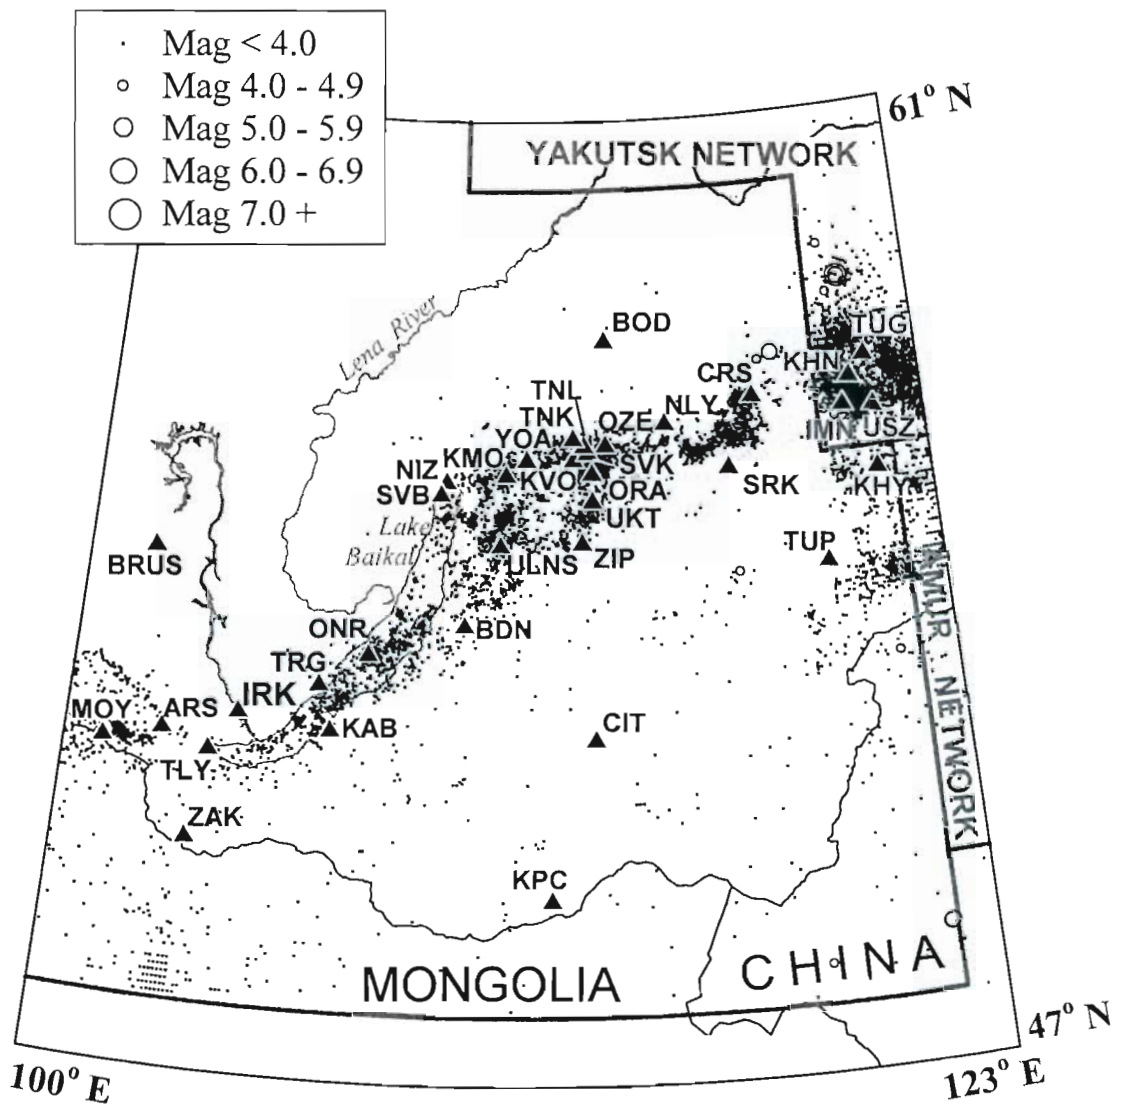 Mag < 4.0
Mag 4.0 - 4.9
Mag 5.0 - 5.9
Mag 6.0 - 6.9
Mag 7.0 +
61° N
YAKUTSK NETWORK
Lena River
BOD
TUG
KHN
CRS
TNL
TNK
OZE
NLY
IMN
USZ
YOA
KMO
NIZ
SVK
KVO
SVB
SRK
KHY
ORA
UKT
Lake
Baikal
TUP
BRUS
ULNS
ZIP
AMUR NETWORK
ONR
BDN
TRG
IRK
MOY
ARS
KAB
CIT
TLY
ZAK
KPC
MONGOLIA
CHINA
47° N
100° E
123° E